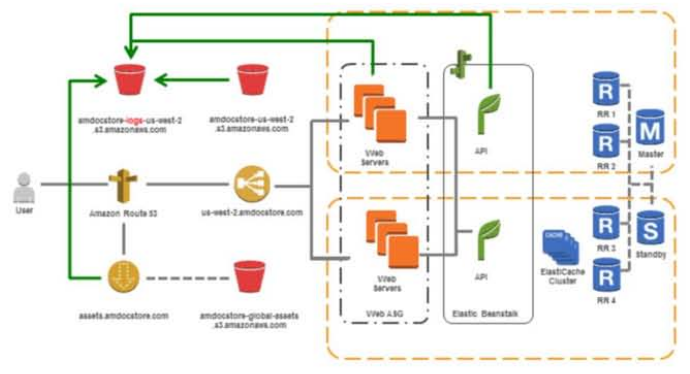 amdocstore-logs-us-west-2
.s3.amazonaws.com
amdocstore-us-west-2
.s3.amazonaws.com
User
Amazon Route 53
us-west-2.amdocstore.com
assets.amdocstore.com
amdocstore-global-assets
.s3.amazonaws.com
Web
Servers
Web
Servers
Web ASG
API
API
Elastic Beanstalk
CACHE
ElastiCache
Cluster
R
RR 1
R
RR 2
M
Master
R
RR 3
S
Standby
R
RR 4